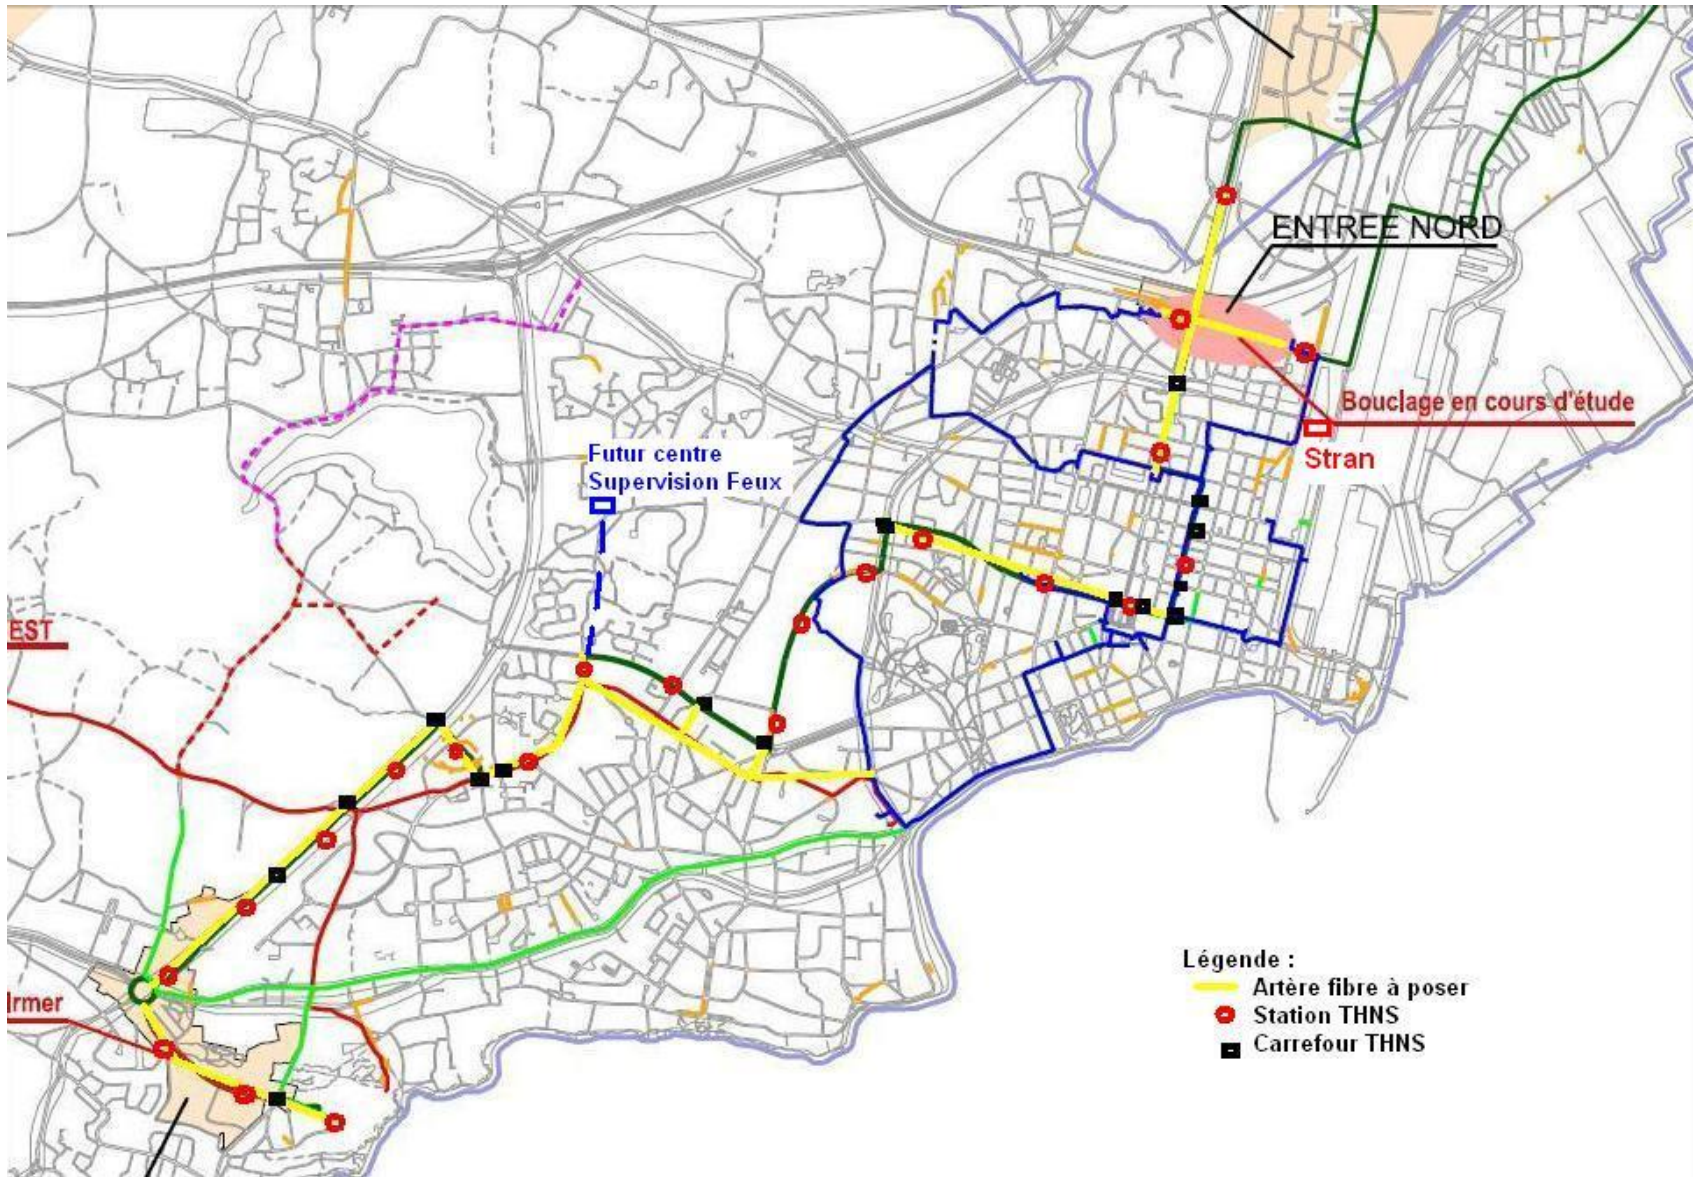 ENTREE NORD
Bouclage en cours d'étude
Stran
Futur centre
Supervision Feux
EST
Irmer
Légende :
Artère fibre à poser
Station THNS
Carrefour THNS